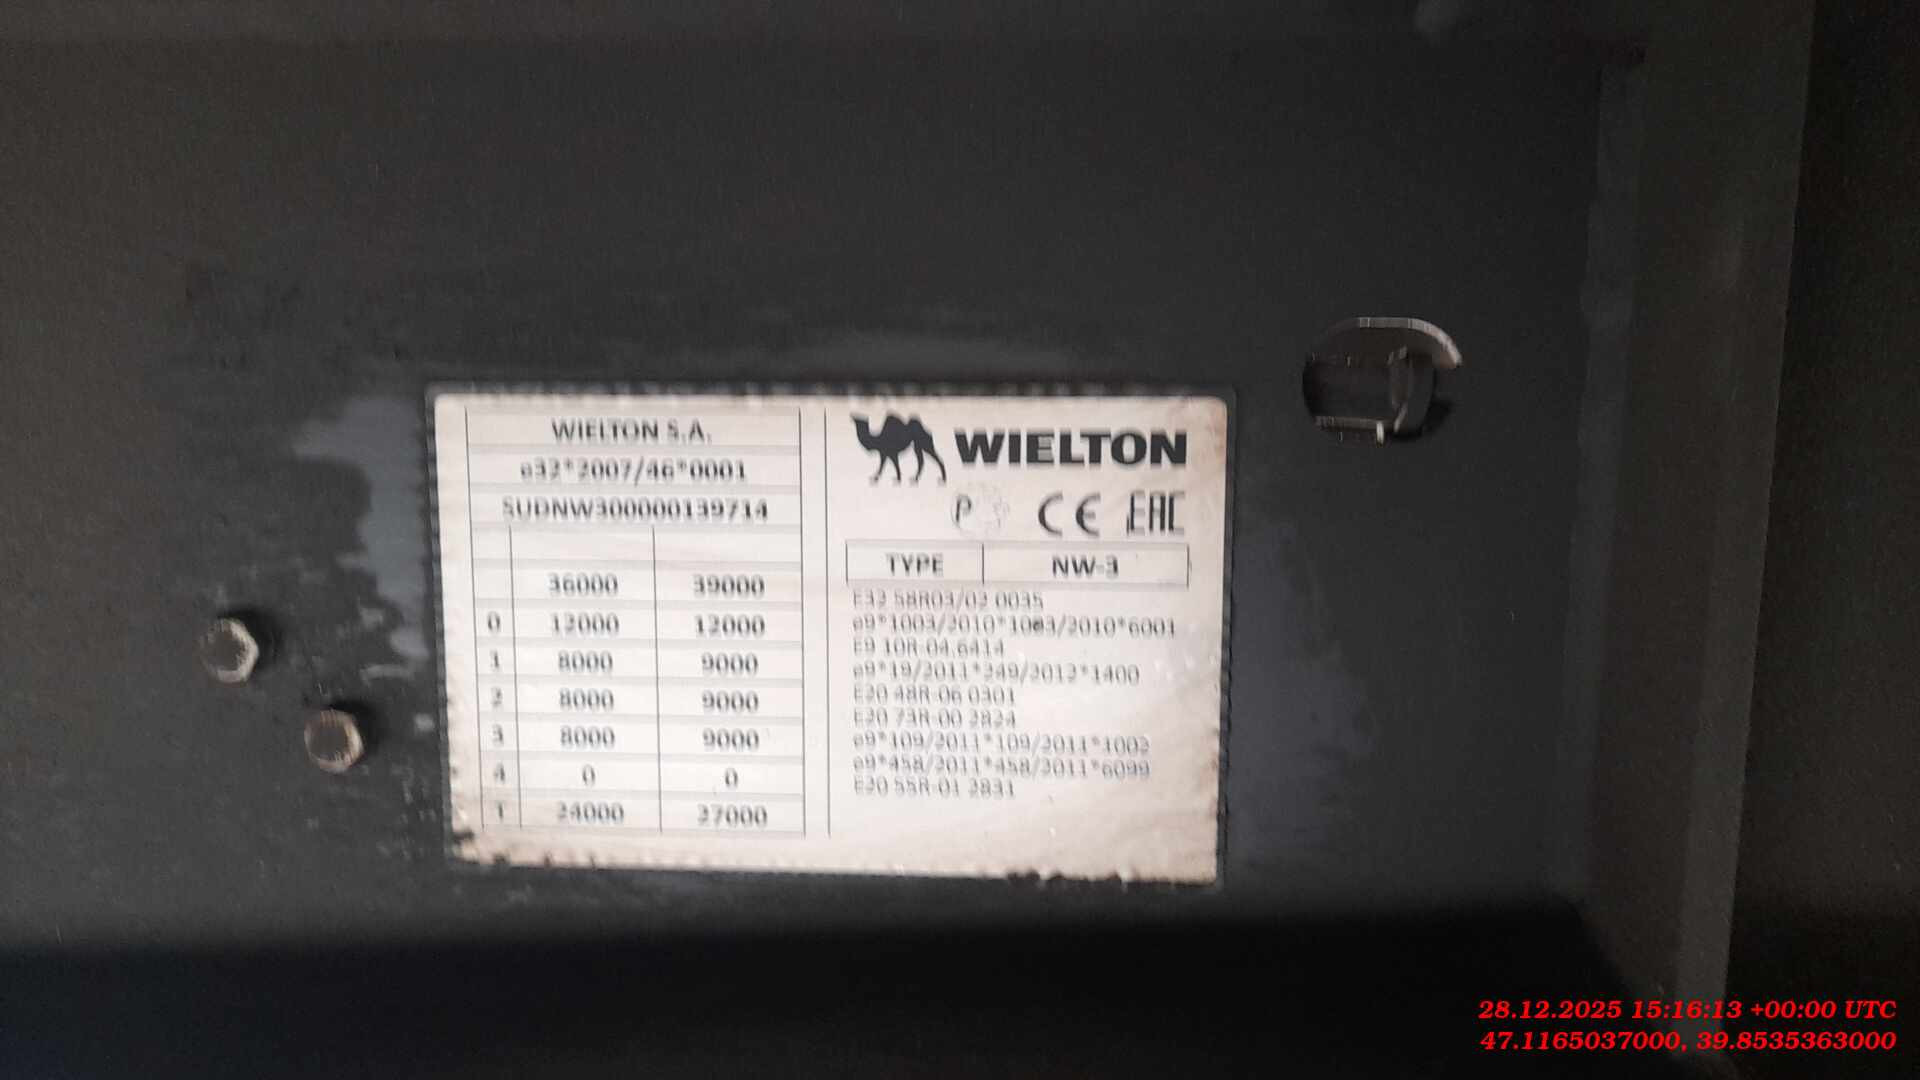 WIELTON S.A.
e32*2007/46*0001
SUDNW300000139714
36000 39000
0 12000 12000
1 8000 9000
2 8000 9000
3 8000 9000
4 0 0
T 24000 27000
WIELTON
P CE EAC
TYPE NW-3
E32 58R03/02 0035
e9*1003/2010*1003/2010*6001
E9 10R-04.6414
e9*19/2011*249/2012*1400
E20 48R-06 0301
E20 73R-00 2824
e9*109/2011*109/2011*1002
e9*458/2011*458/2011*6099
E20 55R-01 2831
28.12.2025 15:16:13 +00:00 UTC
47.1165037000, 39.8535363000